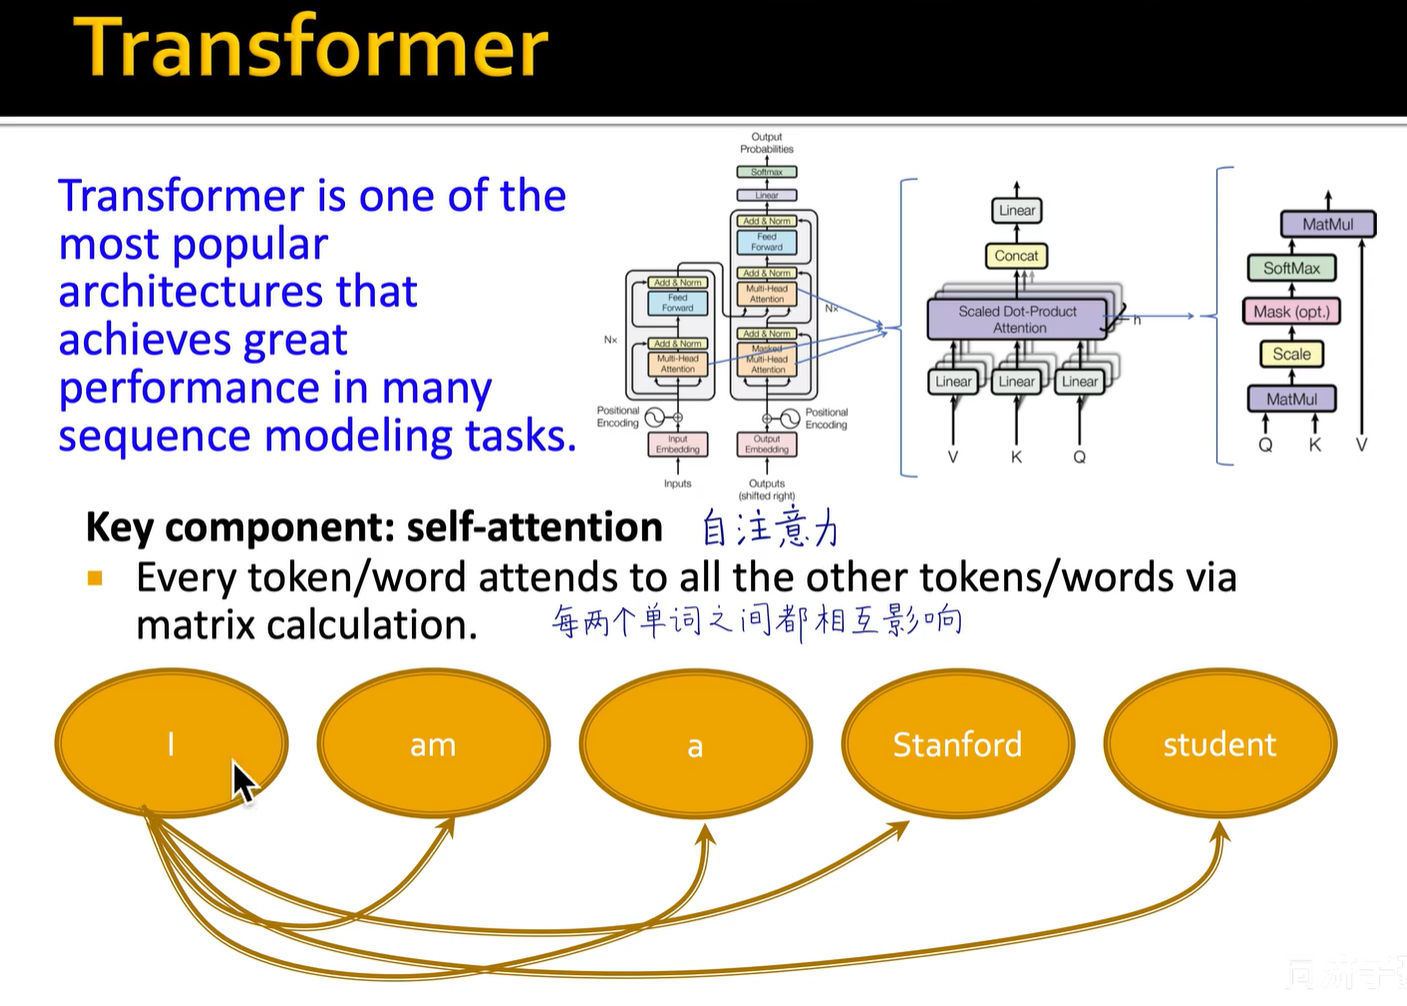 Transformer
Transformer is one of the
most popular
architectures that
achieves great
performance in many
sequence modeling tasks.
Output
Probabilities
Softmax
Linear
Add & Norm
Feed
Forward
Add & Norm
Multi-Head
Attention
Nx
Add & Norm
Masked
Multi-Head
Attention
Add & Norm
Feed
Forward
Nx
Add & Norm
Multi-Head
Attention
Positional
Encoding
Positional
Encoding
Input
Embedding
Output
Embedding
Inputs
Outputs
(shifted right)
Linear
Concat
Scaled Dot-Product
Attention
h
Linear
Linear
Linear
V
K
Q
MatMul
SoftMax
Mask (opt.)
Scale
MatMul
Q
K
V
Key component: self-attention 自注意力
Every token/word attends to all the other tokens/words via
matrix calculation. 每两个单词之间都相互影响
I
am
a
Stanford
student